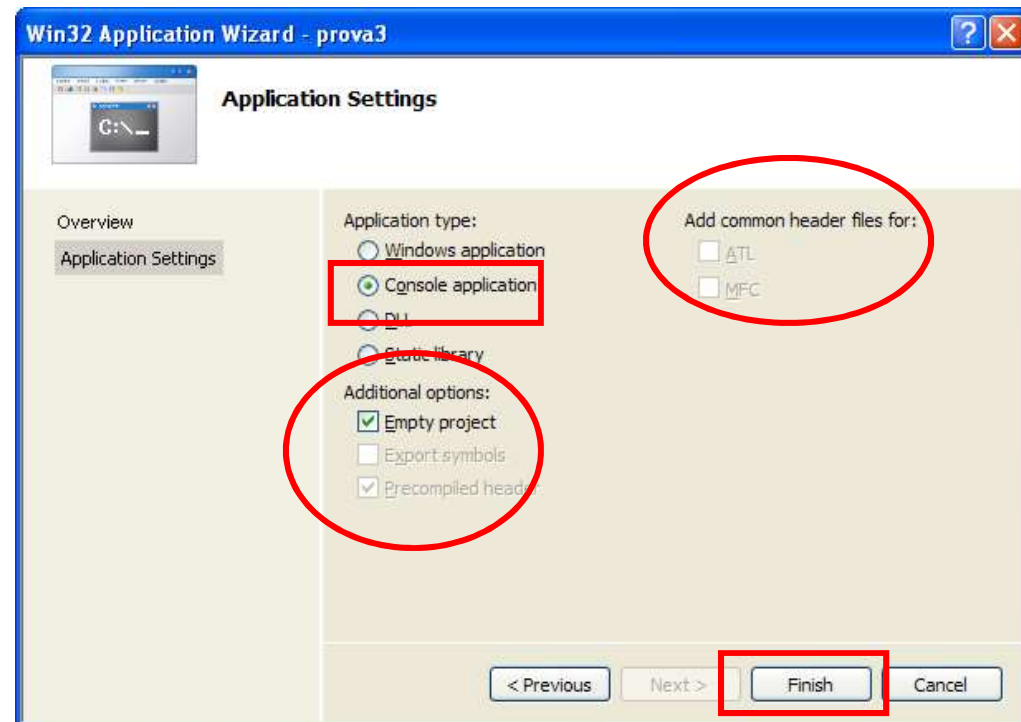 Win32 Application Wizard - prova3
C:\_
Application Settings
Overview
Application Settings
Application type:
Windows application
Console application
DLL
Static library
Additional options:
Empty project
Export symbols
Precompiled header
Add common header files for:
ATL
MFC
< Previous
Next >
Finish
Cancel